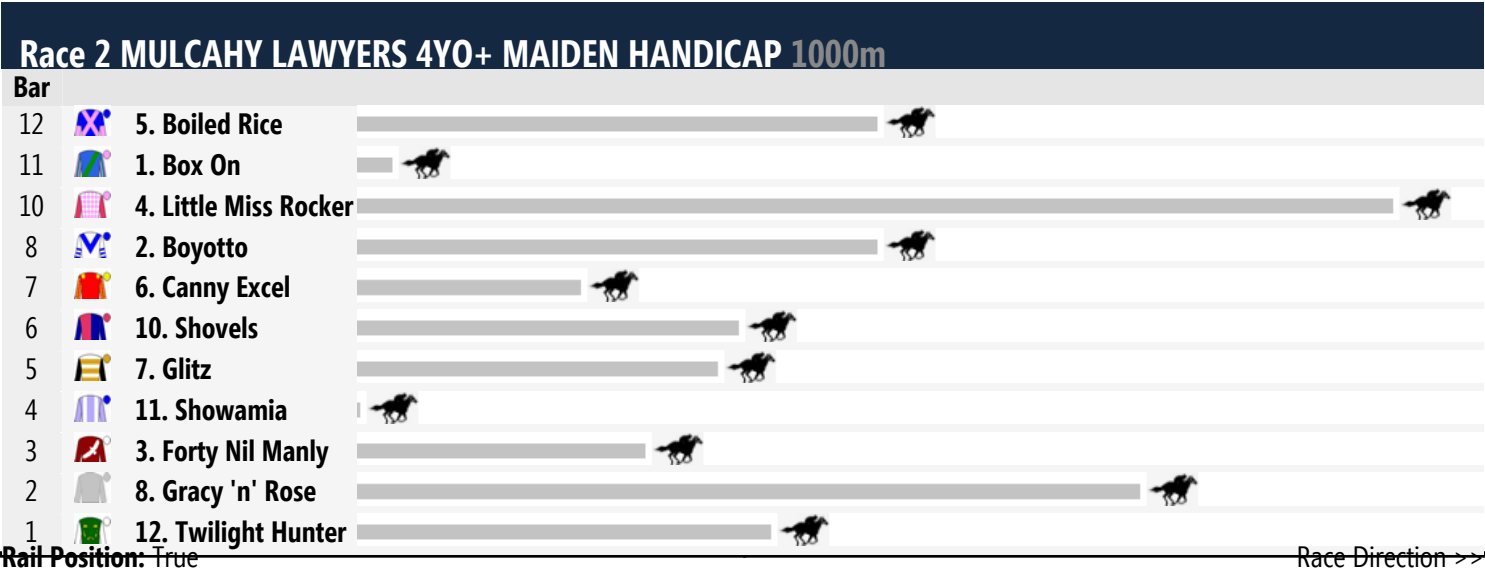 Race 2 MULCAHY LAWYERS 4YO+ MAIDEN HANDICAP 1000m
Bar
12 5. Boiled Rice
11 1. Box On
10 4. Little Miss Rocker
8 2. Boyotto
7 6. Canny Excel
6 10. Shovels
5 7. Glitz
4 11. Showamia
3 3. Forty Nil Manly
2 8. Gracy 'n' Rose
1 12. Twilight Hunter
Rail Position: True Race Direction >>